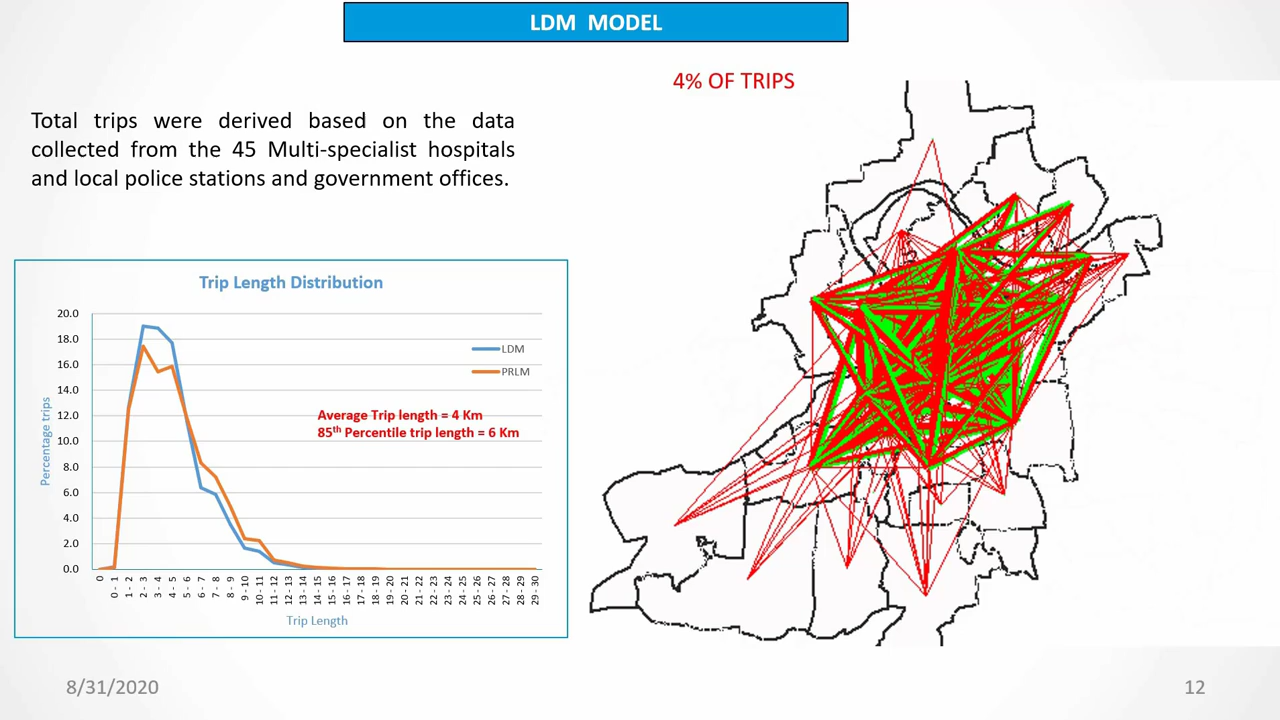 LDM MODEL
4% OF TRIPS
Total trips were derived based on the data
collected from the 45 Multi-specialist hospitals
and local police stations and government offices.
Trip Length Distribution
20.0
18.0
16.0
14.0
12.0
10.0
8.0
6.0
4.0
2.0
0.0
Percentage trips
LDM
PRLM
Average Trip length = 4 Km
85th Percentile trip length = 6 Km
0
0 - 1
1 - 2
2 - 3
3 - 4
4 - 5
5 - 6
6 - 7
7 - 8
8 - 9
9 - 10
10 - 11
11 - 12
12 - 13
13 - 14
14 - 15
15 - 16
16 - 17
17 - 18
18 - 19
19 - 20
20 - 21
21 - 22
22 - 23
23 - 24
24 - 25
25 - 26
26 - 27
27 - 28
28 - 29
29 - 30
Trip Length
8/31/2020
12